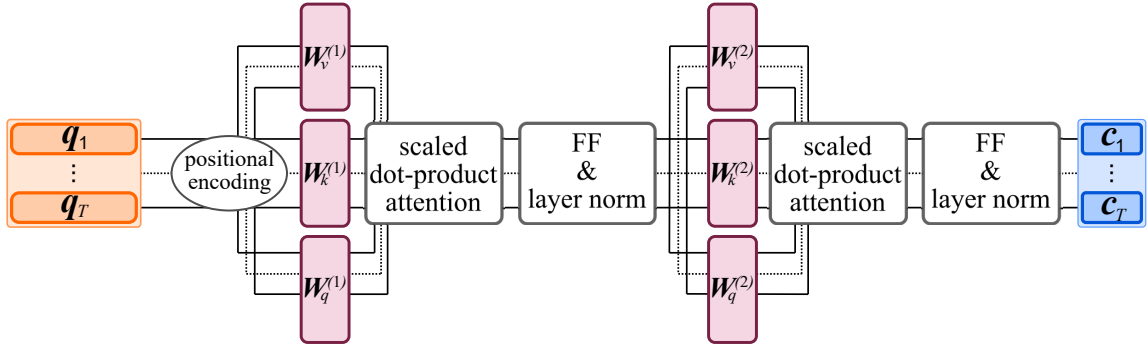 q1
⋮
qT
positional
encoding
Wv(1)
Wk(1)
Wq(1)
scaled
dot-product
attention
FF
&
layer norm
Wv(2)
Wk(2)
Wq(2)
scaled
dot-product
attention
FF
&
layer norm
c1
⋮
cT